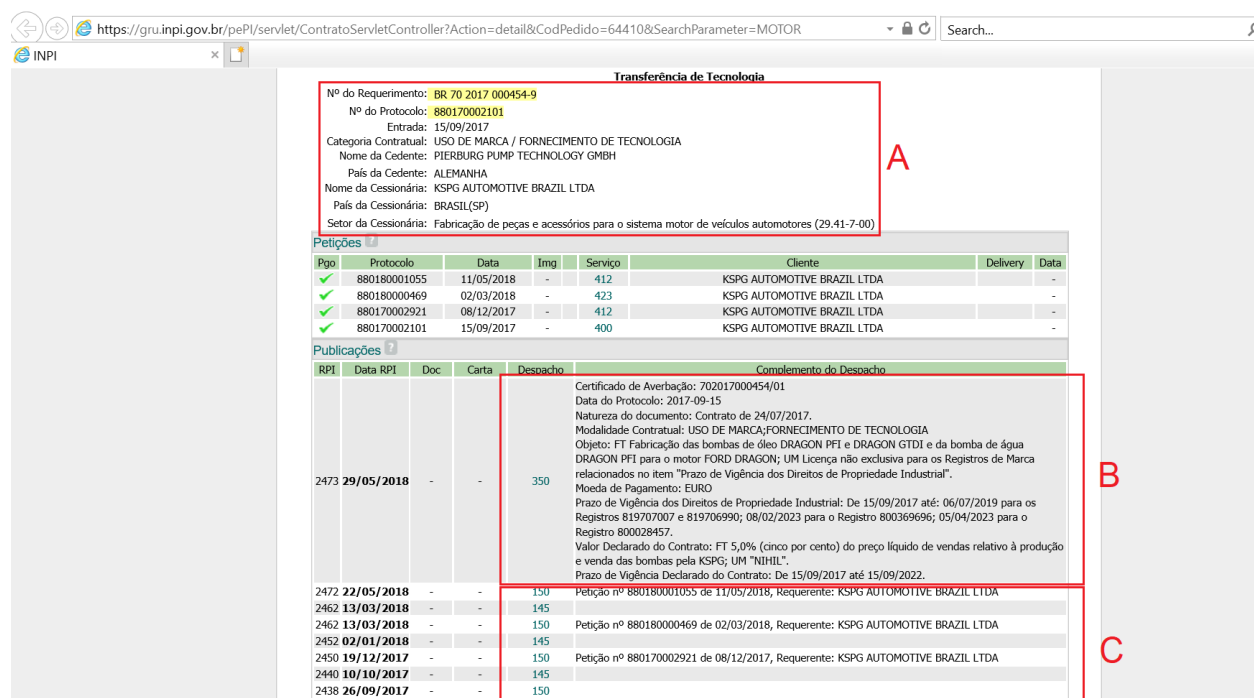 https://gru.inpi.gov.br/pePI/servlet/ContratoServletController?Action=detail&CodPedido=64410&SearchParameter=MOTOR
Search...
INPI
Transferência de Tecnologia
Nº do Requerimento: BR 70 2017 000454-9
Nº do Protocolo: 880170002101
Entrada: 15/09/2017
Categoria Contratual: USO DE MARCA / FORNECIMENTO DE TECNOLOGIA
Nome da Cedente: PIERBURG PUMP TECHNOLOGY GMBH
País da Cedente: ALEMANHA
Nome da Cessionária: KSPG AUTOMOTIVE BRAZIL LTDA
País da Cessionária: BRASIL(SP)
Setor da Cessionária: Fabricação de peças e acessórios para o sistema motor de veículos automotores (29.41-7-00)
A
Petições ?
Pgo Protocolo Data Img Serviço Cliente Delivery Data
880180001055 11/05/2018 - 412 KSPG AUTOMOTIVE BRAZIL LTDA -
880180000469 02/03/2018 - 423 KSPG AUTOMOTIVE BRAZIL LTDA -
880170002921 08/12/2017 - 412 KSPG AUTOMOTIVE BRAZIL LTDA -
880170002101 15/09/2017 - 400 KSPG AUTOMOTIVE BRAZIL LTDA -
Publicações ?
RPI Data RPI Doc Carta Despacho Complemento do Despacho
2473 29/05/2018 - - 350
Certificado de Averbação: 702017000454/01
Data do Protocolo: 2017-09-15
Natureza do documento: Contrato de 24/07/2017.
Modalidade Contratual: USO DE MARCA;FORNECIMENTO DE TECNOLOGIA
Objeto: FT Fabricação das bombas de óleo DRAGON PFI e DRAGON GTDI e da bomba de água
DRAGON PFI para o motor FORD DRAGON; UM Licença não exclusiva para os Registros de Marca
relacionados no item "Prazo de Vigência dos Direitos de Propriedade Industrial".
Moeda de Pagamento: EURO
Prazo de Vigência dos Direitos de Propriedade Industrial: De 15/09/2017 até: 06/07/2019 para os
Registros 819707007 e 819706990; 08/02/2023 para o Registro 800369696; 05/04/2023 para o
Registro 800028457.
Valor Declarado do Contrato: FT 5,0% (cinco por cento) do preço líquido de vendas relativo à produção
e venda das bombas pela KSPG; UM "NIHIL".
Prazo de Vigência Declarado do Contrato: De 15/09/2017 até 15/09/2022.
B
2472 22/05/2018 - - 150 Petição nº 880180001055 de 11/05/2018, Requerente: KSPG AUTOMOTIVE BRAZIL LTDA
2462 13/03/2018 - - 145
2462 13/03/2018 - - 150 Petição nº 880180000469 de 02/03/2018, Requerente: KSPG AUTOMOTIVE BRAZIL LTDA
2452 02/01/2018 - - 145
2450 19/12/2017 - - 150 Petição nº 880170002921 de 08/12/2017, Requerente: KSPG AUTOMOTIVE BRAZIL LTDA
2440 10/10/2017 - - 145
2438 26/09/2017 - - 150
C